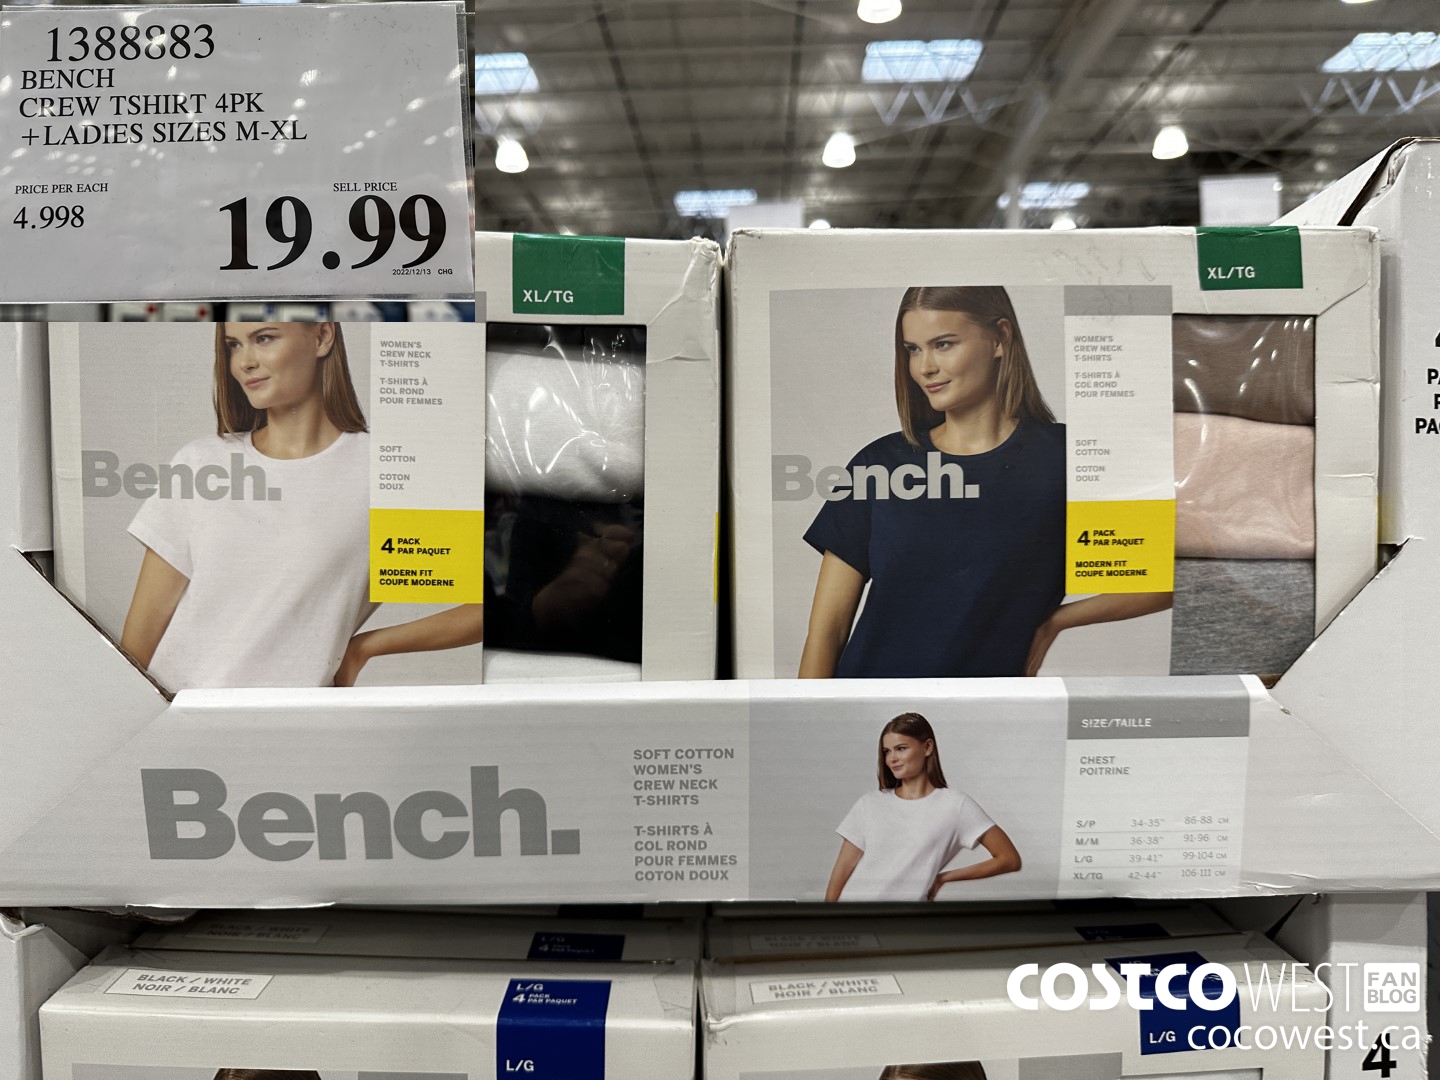 1388883
BENCH
CREW TSHIRT 4PK
+LADIES SIZES M-XL
PRICE PER EACH
4.998
SELL PRICE
19.99
2022/12/13 CHG
XL/TG
WOMEN'S
CREW NECK
T-SHIRTS
T-SHIRTS À
COL ROND
POUR FEMMES
SOFT
COTTON
COTON
DOUX
Bench.
4 PACK
PAR PAQUET
MODERN FIT
COUPE MODERNE
XL/TG
WOMEN'S
CREW NECK
T-SHIRTS
T-SHIRTS À
COL ROND
POUR FEMMES
SOFT
COTTON
COTON
DOUX
Bench.
4 PACK
PAR PAQUET
MODERN FIT
COUPE MODERNE
Bench.
SOFT COTTON
WOMEN'S
CREW NECK
T-SHIRTS
T-SHIRTS À
COL ROND
POUR FEMMES
COTON DOUX
SIZE/TAILLE
CHEST
POITRINE
S/P 34-35" 86-88 CM
M/M 36-38" 91-96 CM
L/G 39-41" 99-104 CM
XL/TG 42-44" 106-111 CM
BLACK / WHITE
NOIR / BLANC
L/G
BLACK / WHITE
NOIR / BLANC
L/G
4 PACK
PAR PAQUET
L/G
BLACK / WHITE
NOIR / BLANC
L/G
4
COSTCO WEST FAN BLOG
cocowest.ca